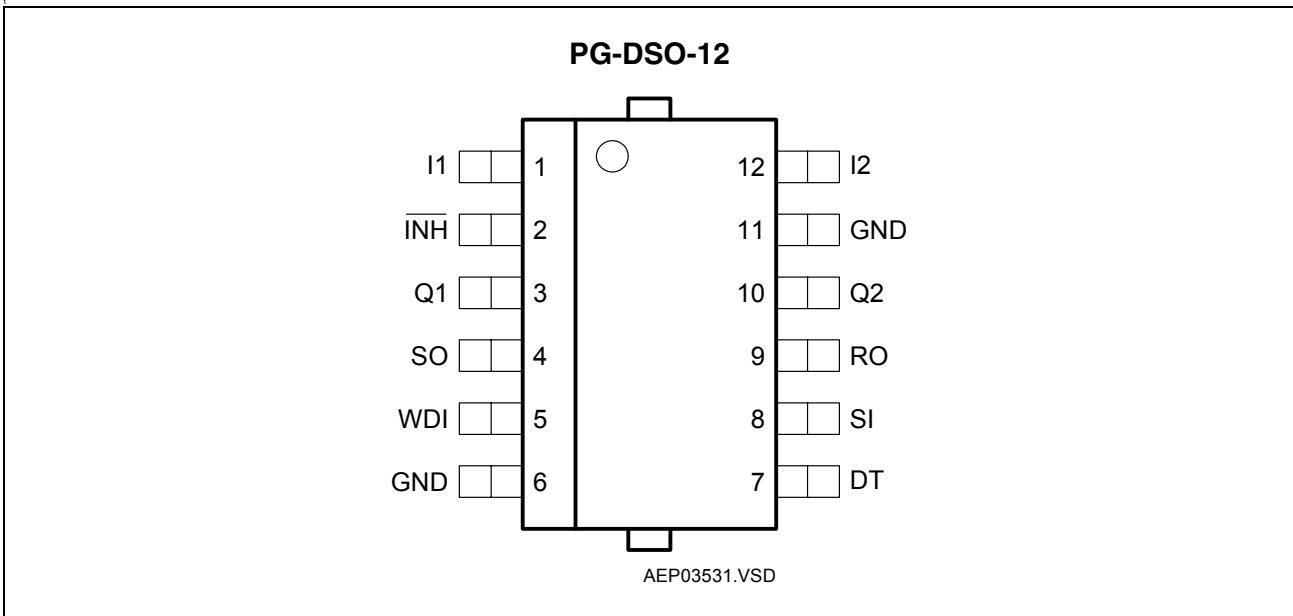 PG-DSO-12
I1 1 12 I2
I̅N̅H̅ 2 11 GND
Q1 3 10 Q2
SO 4 9 RO
WDI 5 8 SI
GND 6 7 DT
AEP03531.VSD